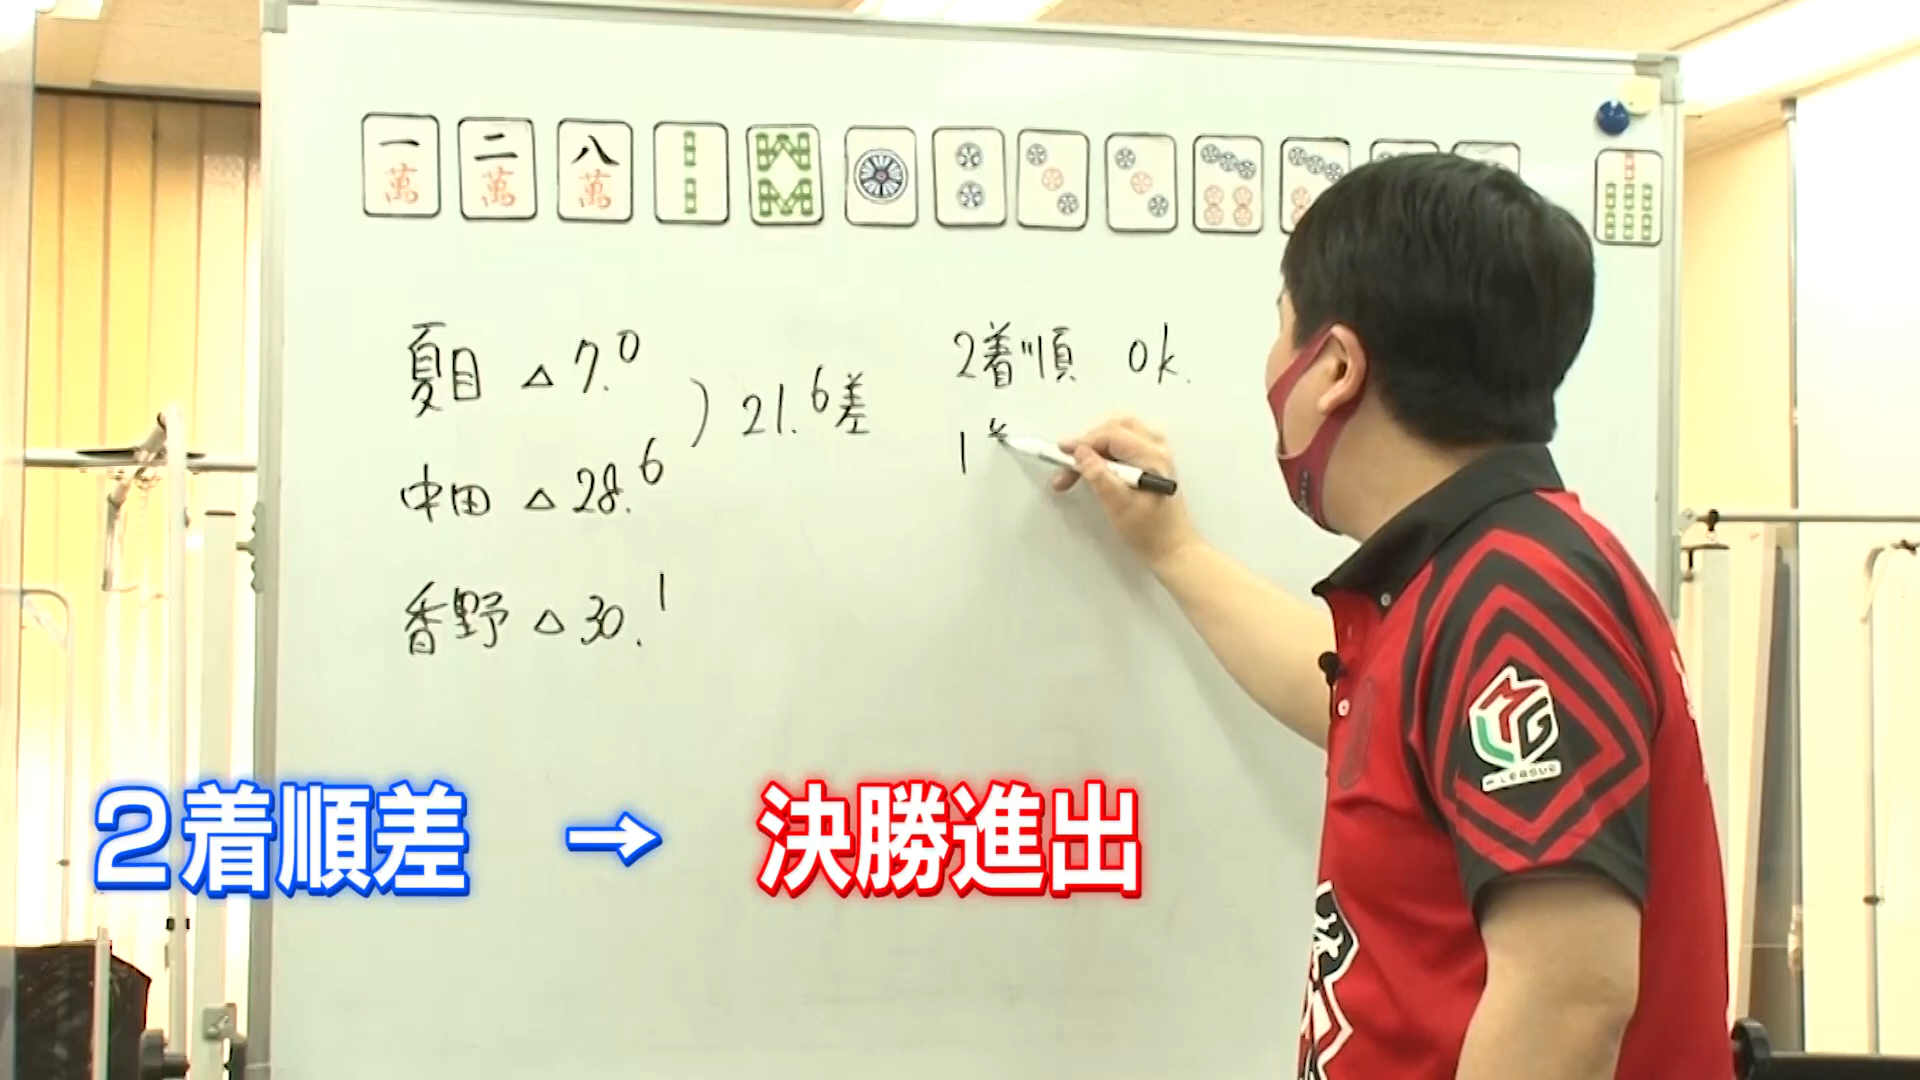 一萬 二萬 八萬
夏目 △ 7.0
) 21.6差
中田 △ 28.6
香野 △ 30.1
2着順 ok.
1
M LEAGUE
2着順差 → 決勝進出